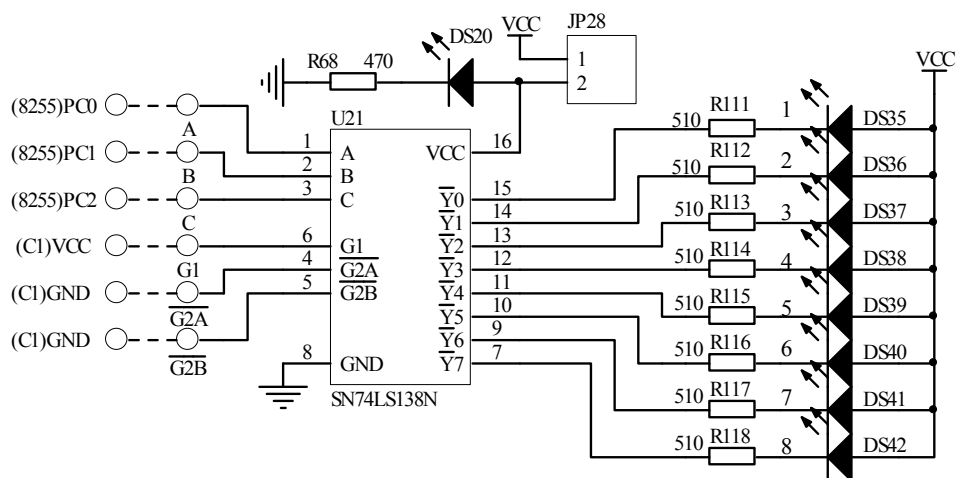 VCC
JP28
DS20
R68 470
1
2
VCC
(8255)PC0
A
(8255)PC1
B
(8255)PC2
C
(C1)VCC
G1
(C1)GND
G2A
(C1)GND
G2B
U21
1 A
2 B
3 C
6 G1
4 G2A
5 G2B
8 GND
VCC 16
Y0 15
Y1 14
Y2 13
Y3 12
Y4 11
Y5 10
Y6 9
Y7 7
SN74LS138N
510 R111 1 DS35
510 R112 2 DS36
510 R113 3 DS37
510 R114 4 DS38
510 R115 5 DS39
510 R116 6 DS40
510 R117 7 DS41
510 R118 8 DS42